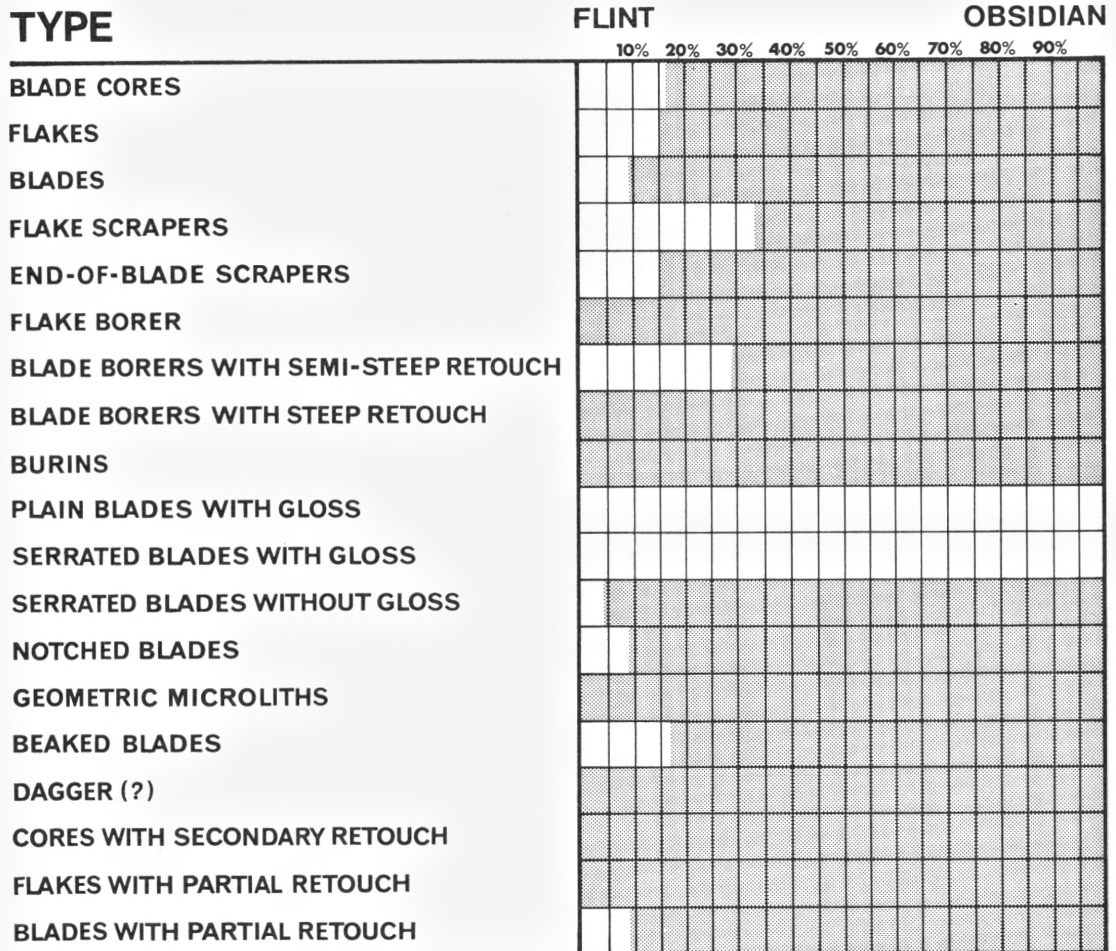 TYPE
FLINT OBSIDIAN
10% 20% 30% 40% 50% 60% 70% 80% 90%
BLADE CORES
FLAKES
BLADES
FLAKE SCRAPERS
END-OF-BLADE SCRAPERS
FLAKE BORER
BLADE BORERS WITH SEMI-STEEP RETOUCH
BLADE BORERS WITH STEEP RETOUCH
BURINS
PLAIN BLADES WITH GLOSS
SERRATED BLADES WITH GLOSS
SERRATED BLADES WITHOUT GLOSS
NOTCHED BLADES
GEOMETRIC MICROLITHS
BEAKED BLADES
DAGGER (?)
CORES WITH SECONDARY RETOUCH
FLAKES WITH PARTIAL RETOUCH
BLADES WITH PARTIAL RETOUCH